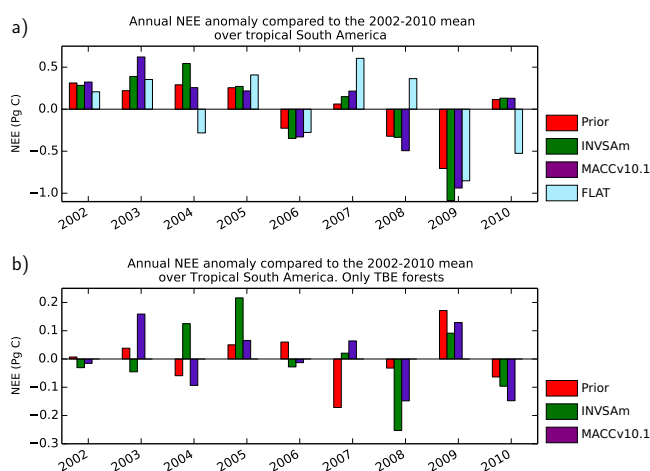 a)
Annual NEE anomaly compared to the 2002-2010 mean
over tropical South America
NEE (Pg C)
0.5
0.0
−0.5
−1.0
2002 2003 2004 2005 2006 2007 2008 2009 2010
Prior
INVSAm
MACCv10.1
FLAT
b)
Annual NEE anomaly compared to the 2002-2010 mean
over Tropical South America. Only TBE forests
NEE (Pg C)
0.2
0.1
0.0
−0.1
−0.2
−0.3
2002 2003 2004 2005 2006 2007 2008 2009 2010
Prior
INVSAm
MACCv10.1